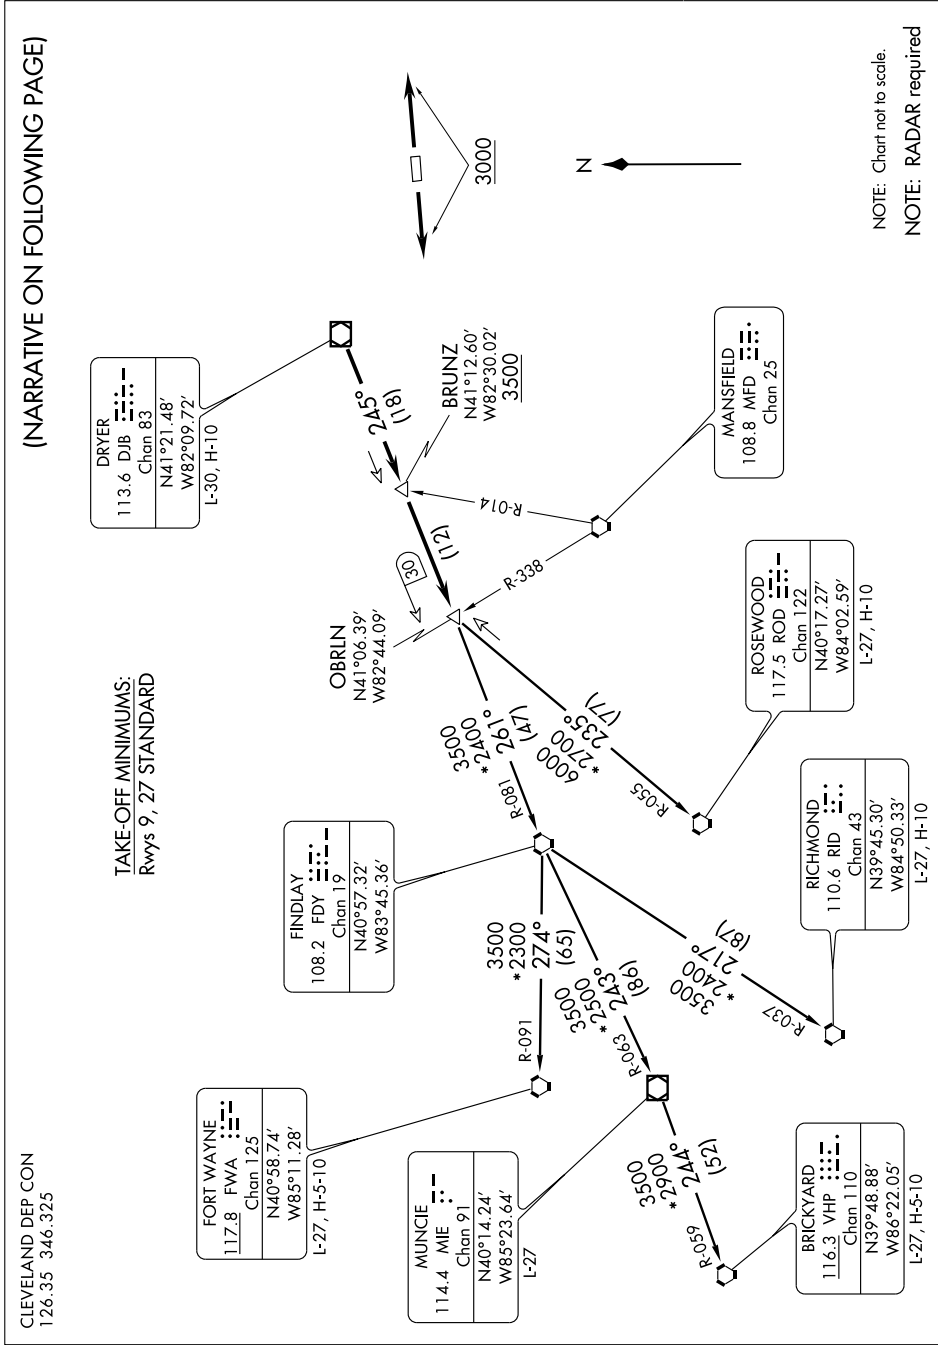 CLEVELAND DEP CON
126.35 346.325
(NARRATIVE ON FOLLOWING PAGE)
TAKE-OFF MINIMUMS:
Rwys 9, 27 STANDARD
DRYER
113.6 DJB
Chan 83
N41°21.48'
W82°09.72'
L-30, H-10
3000
N
245°
(18)
BRUNZ
N41°12.60'
W82°30.02'
3500
(12)
30
OBRLN
N41°06.39'
W82°44.09'
R-014
R-338
MANSFIELD
108.8 MFD
Chan 25
3500
*2400
261°
(47)
R-081
6000
*2700
235°
(77)
R-055
ROSEWOOD
117.5 ROD
Chan 122
N40°17.27'
W84°02.59'
L-27, H-10
FINDLAY
108.2 FDY
Chan 19
N40°57.32'
W83°45.36'
3500
*2300
274°
(65)
R-091
3500
*2500
243°
(86)
R-063
3500
*2400
217°
(87)
R-037
RICHMOND
110.6 RID
Chan 43
N39°45.30'
W84°50.33'
L-27, H-10
FORT WAYNE
117.8 FWA
Chan 125
N40°58.74'
W85°11.28'
L-27, H-5-10
MUNCIE
114.4 MIE
Chan 91
N40°14.24'
W85°23.64'
L-27
3500
*2900
244°
(52)
R-059
BRICKYARD
116.3 VHP
Chan 110
N39°48.88'
W86°22.05'
L-27, H-5-10
NOTE: Chart not to scale.
NOTE: RADAR required